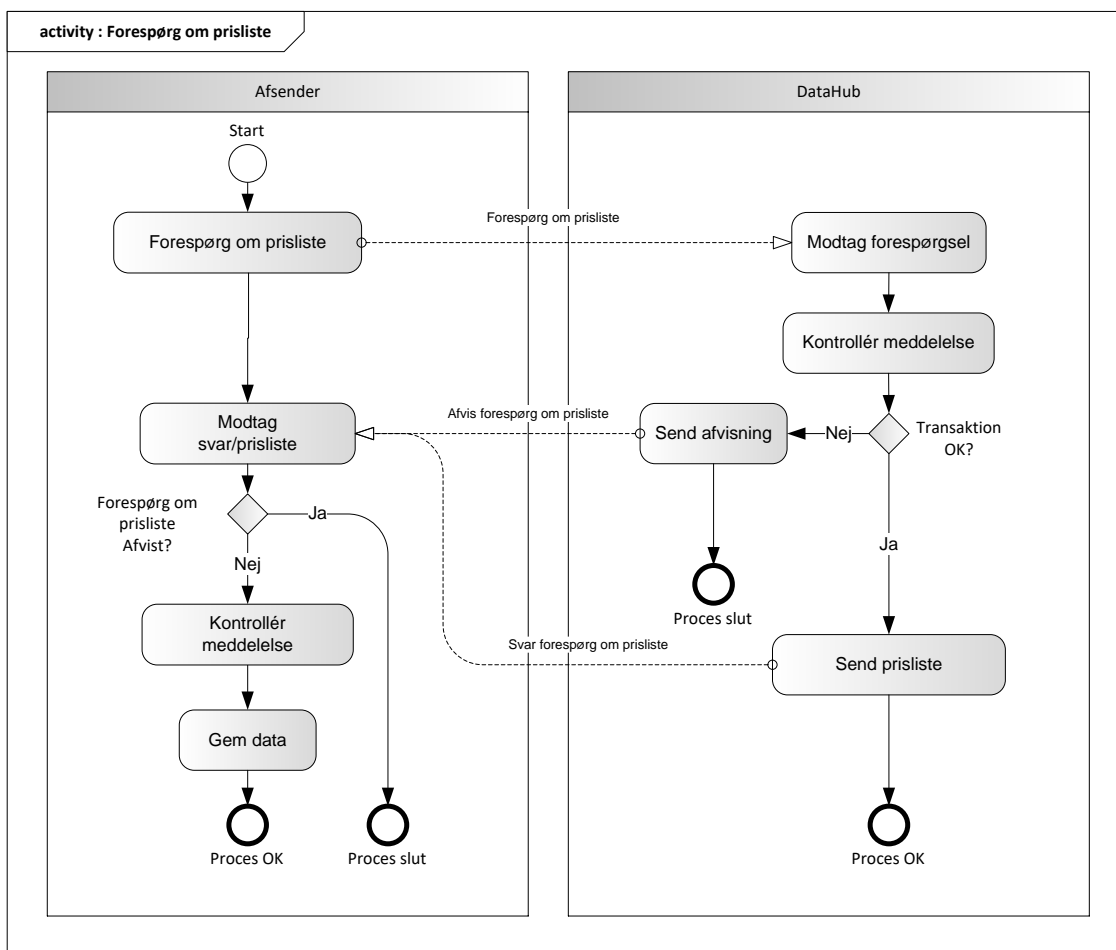 activity : Forespørg om prisliste
Afsender
DataHub
Start
Forespørg om prisliste
Forespørg om prisliste
Modtag forespørgsel
Kontrollér meddelelse
Modtag
svar/prisliste
Afvis forespørg om prisliste
Send afvisning
Nej
Transaktion
OK?
Forespørg om
prisliste
Afvist?
Ja
Nej
Ja
Proces slut
Kontrollér
meddelelse
Svar forespørg om prisliste
Send prisliste
Gem data
Proces OK
Proces slut
Proces OK